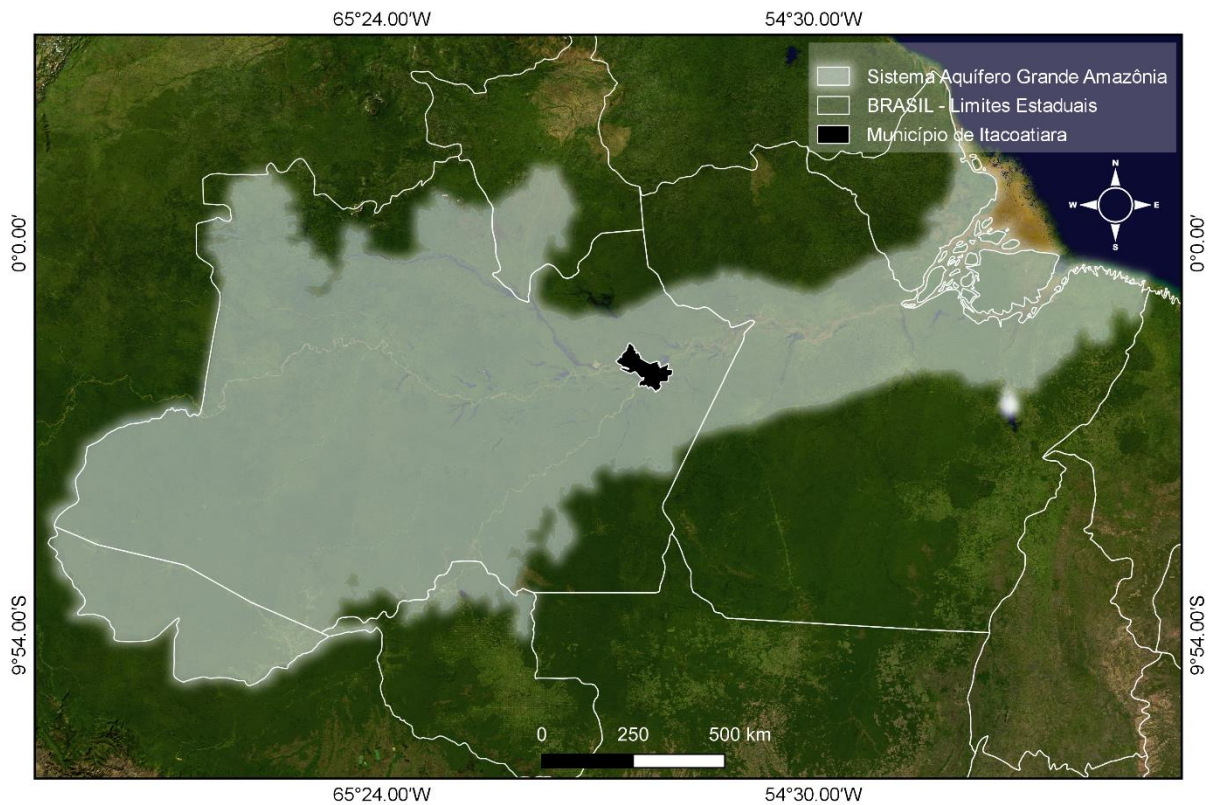 65°24.00'W
54°30.00'W
Sistema Aquífero Grande Amazônia
BRASIL - Limites Estaduais
Município de Itacoatiara
N
W
E
S
0°0.00'
0°0.00'
9°54.00'S
9°54.00'S
0
250
500 km
65°24.00'W
54°30.00'W